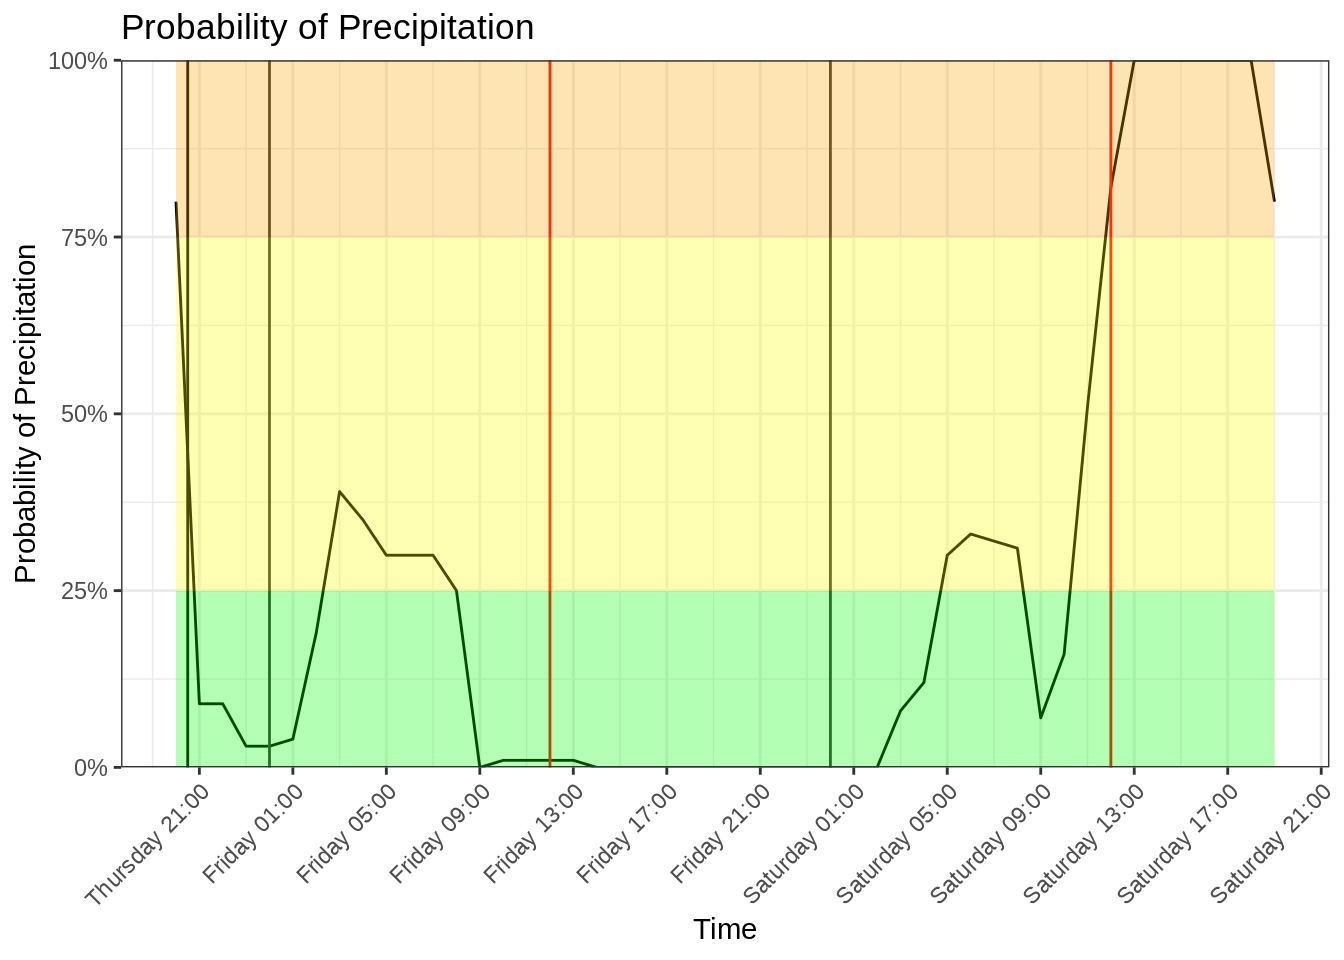 Probability of Precipitation
100%
75%
50%
25%
0%
Probability of Precipitation
Thursday 21:00
Friday 01:00
Friday 05:00
Friday 09:00
Friday 13:00
Friday 17:00
Friday 21:00
Saturday 01:00
Saturday 05:00
Saturday 09:00
Saturday 13:00
Saturday 17:00
Saturday 21:00
Time